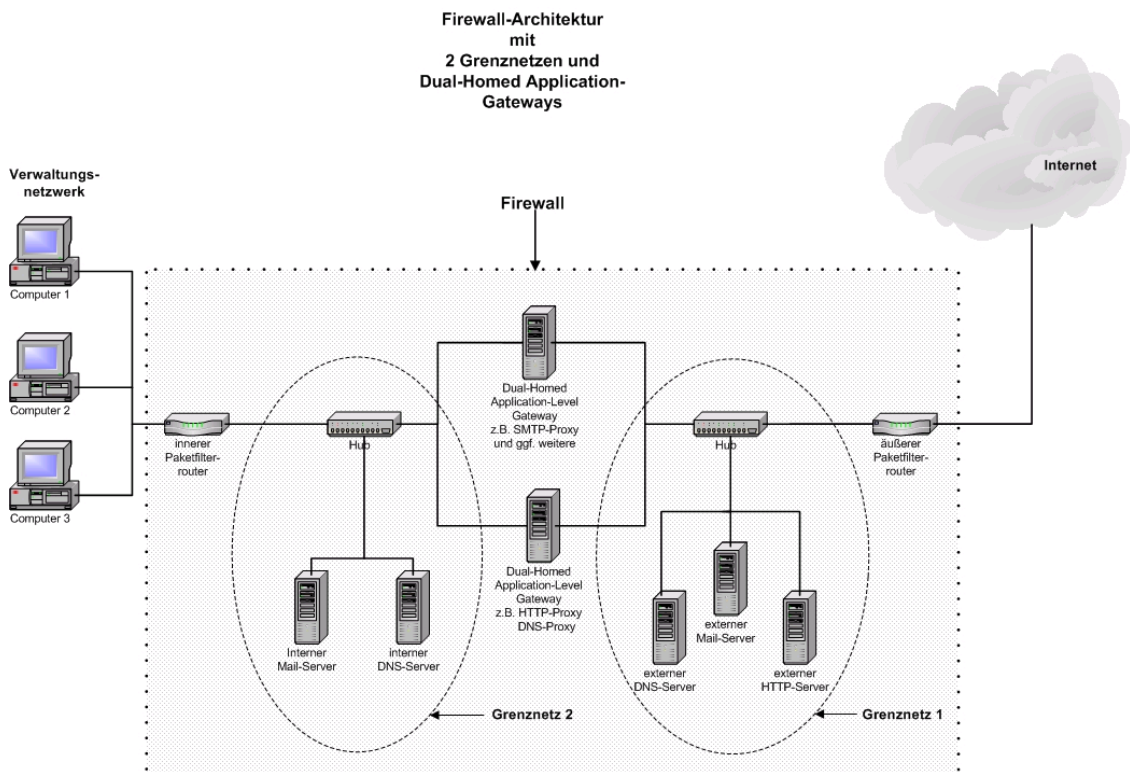 Firewall-Architektur
mit
2 Grenznetzen und
Dual-Homed Application-
Gateways
Internet
Verwaltungs-
netzwerk
Firewall
Computer 1
Computer 2
Computer 3
innerer
Paketfilter-
router
Hub
Dual-Homed
Application-Level
Gateway
z.B. SMTP-Proxy
und ggf. weitere
Hub
äußerer
Paketfilter-
router
Dual-Homed
Application-Level
Gateway
z.B. HTTP-Proxy
DNS-Proxy
Interner
Mail-Server
interner
DNS-Server
externer
Mail-Server
externer
DNS-Server
externer
HTTP-Server
Grenznetz 2
Grenznetz 1